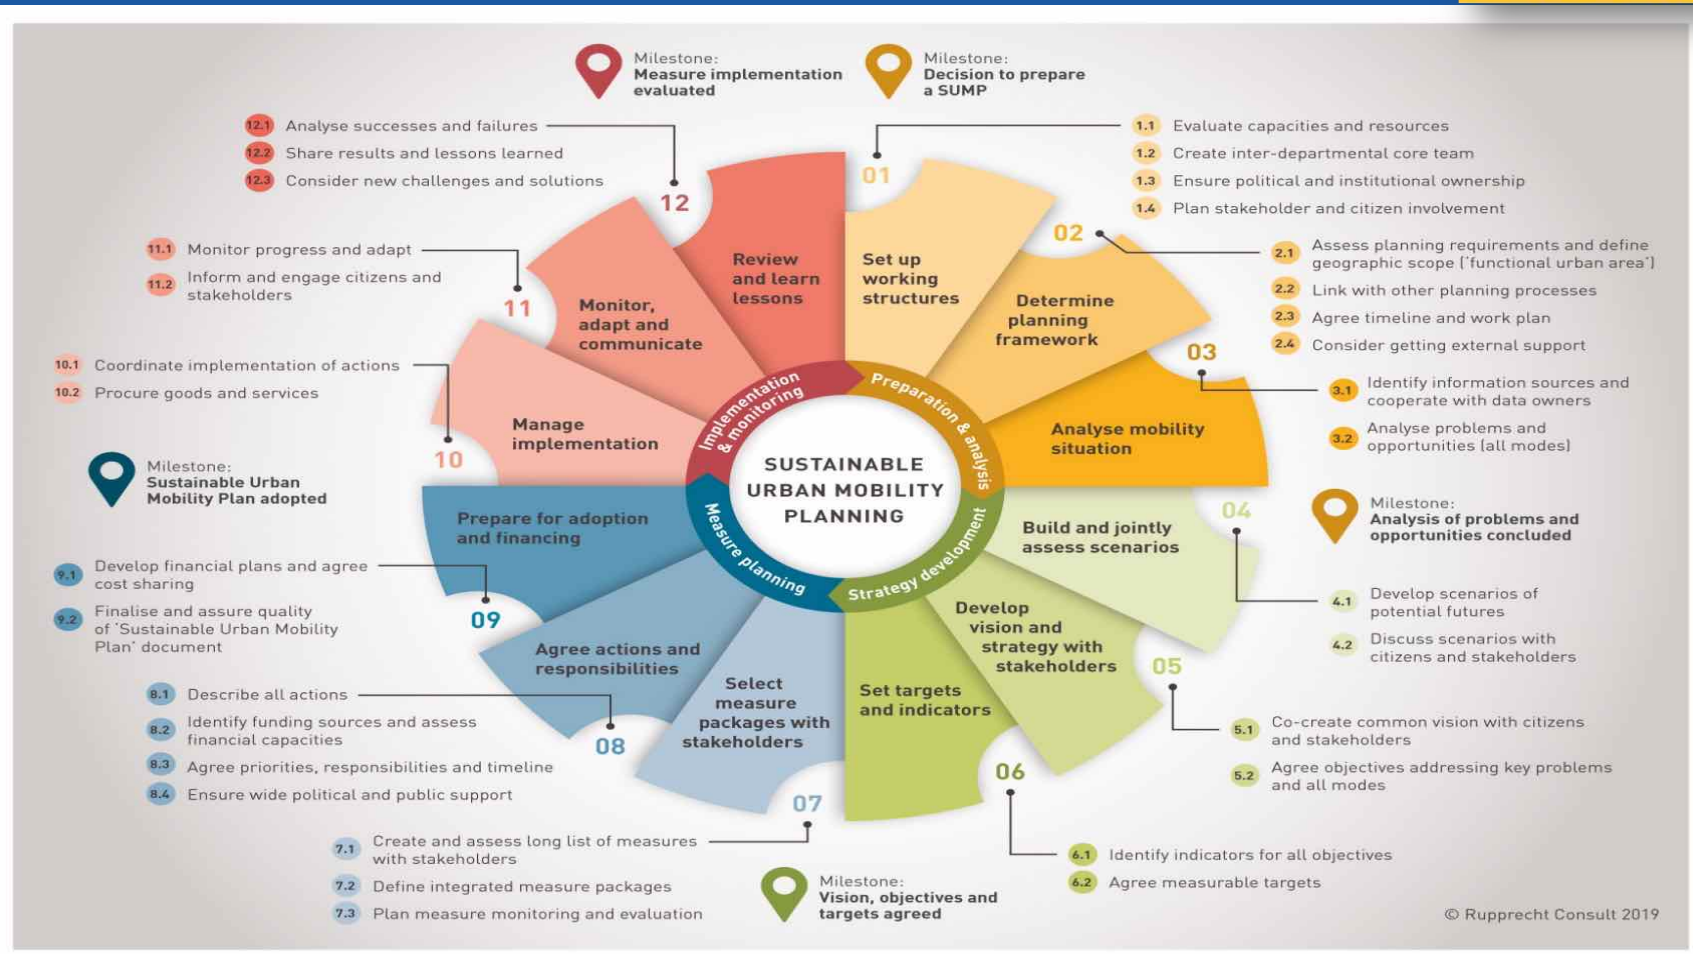 Milestone:
Measure implementation
evaluated
Milestone:
Decision to prepare
a SUMP
12.1 Analyse successes and failures
12.2 Share results and lessons learned
12.3 Consider new challenges and solutions
12
Review
and learn
lessons
01
1.1 Evaluate capacities and resources
1.2 Create inter-departmental core team
1.3 Ensure political and institutional ownership
1.4 Plan stakeholder and citizen involvement
Set up
working
structures
02
2.1 Assess planning requirements and define
geographic scope ('functional urban area')
2.2 Link with other planning processes
2.3 Agree timeline and work plan
2.4 Consider getting external support
Determine
planning
framework
03
3.1 Identify information sources and
cooperate with data owners
3.2 Analyse problems and
opportunities (all modes)
Analyse mobility
situation
Milestone:
Analysis of problems and
opportunities concluded
04
4.1 Develop scenarios of
potential futures
4.2 Discuss scenarios with
citizens and stakeholders
Build and jointly
assess scenarios
05
5.1 Co-create common vision with citizens
and stakeholders
5.2 Agree objectives addressing key problems
and all modes
Develop
vision and
strategy with
stakeholders
06
6.1 Identify indicators for all objectives
6.2 Agree measurable targets
Set targets
and indicators
Milestone:
Vision, objectives and
targets agreed
07
7.1 Create and assess long list of measures
with stakeholders
7.2 Define integrated measure packages
7.3 Plan measure monitoring and evaluation
Select
measure
packages with
stakeholders
08
8.1 Describe all actions
8.2 Identify funding sources and assess
financial capacities
8.3 Agree priorities, responsibilities and timeline
8.4 Ensure wide political and public support
Agree actions and
responsibilities
09
9.1 Develop financial plans and agree
cost sharing
9.2 Finalise and assure quality
of 'Sustainable Urban Mobility
Plan' document
Prepare for adoption
and financing
Milestone:
Sustainable Urban
Mobility Plan adopted
10
10.1 Coordinate implementation of actions
10.2 Procure goods and services
Manage
implementation
11
11.1 Monitor progress and adapt
11.2 Inform and engage citizens and
stakeholders
Monitor,
adapt and
communicate
Implementation
& monitoring
Preparation & analysis
Strategy development
Measure planning
SUSTAINABLE
URBAN MOBILITY
PLANNING
© Rupprecht Consult 2019